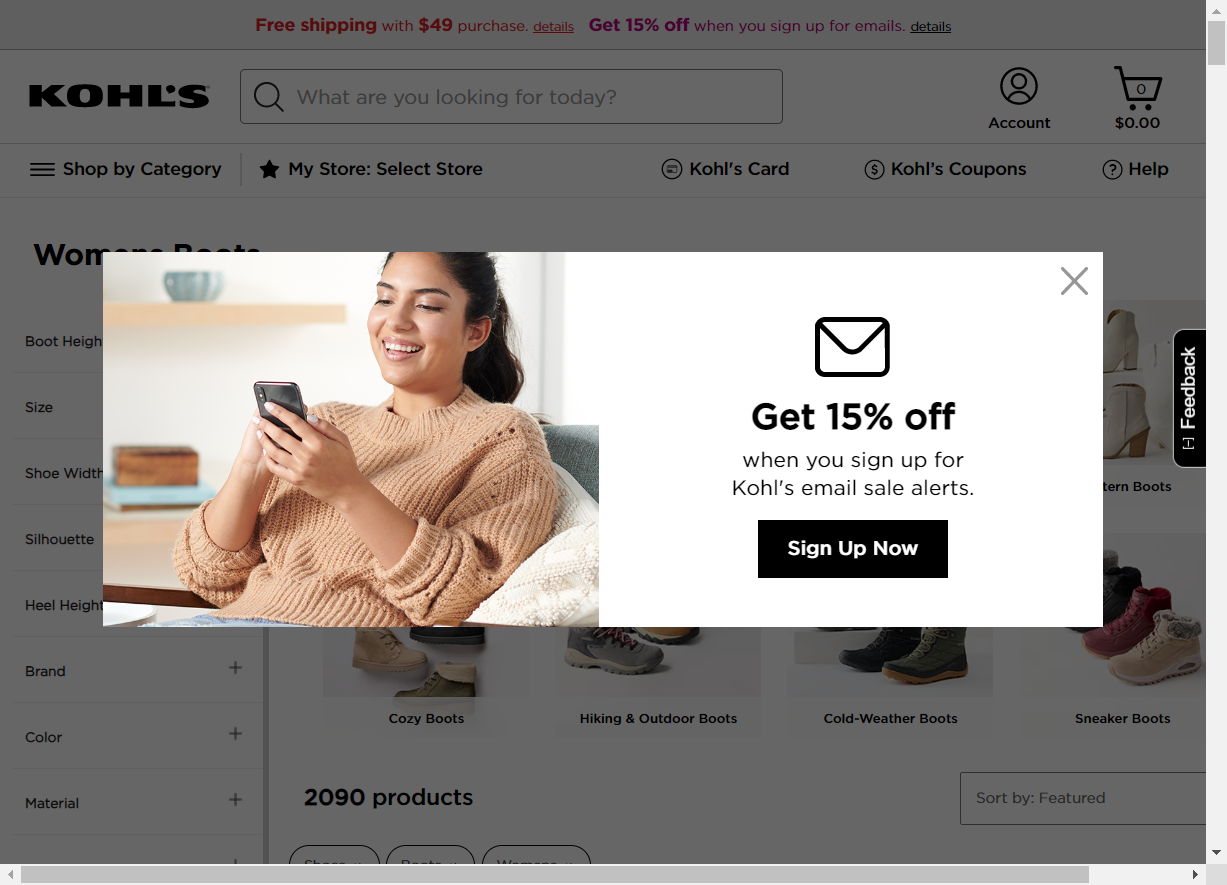 Free shipping with $49 purchase. details Get 15% off when you sign up for emails. details
KOHL'S
What are you looking for today?
Account
0
$0.00
Shop by Category
My Store: Select Store
Kohl's Card
Kohl’s Coupons
Help
Womens Boots
Boot Heigh
Size
Shoe Width
Silhouette
Heel Height
Brand
Color
Material
Get 15% off
when you sign up for
Kohl's email sale alerts.
Sign Up Now
Feedback
tern Boots
Cozy Boots
Hiking & Outdoor Boots
Cold-Weather Boots
Sneaker Boots
2090 products
Sort by: Featured
Shoes
Boots
Womens